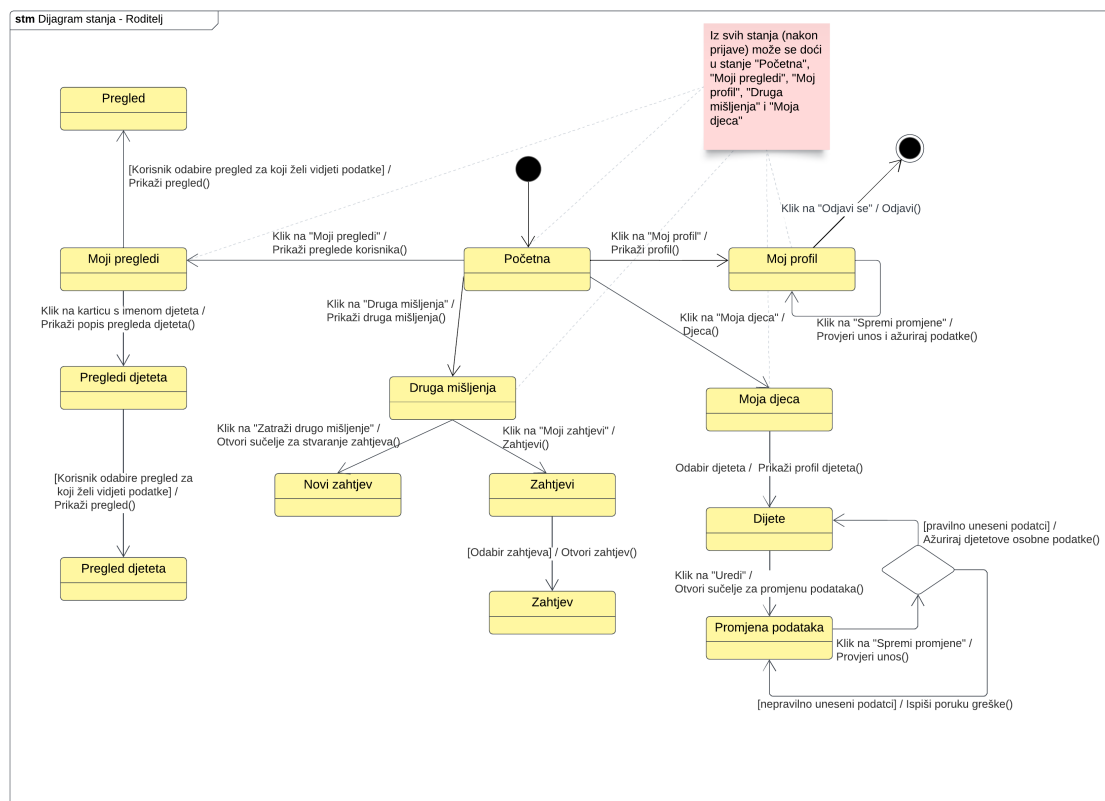 stm Dijagram stanja - Roditelj
Iz svih stanja (nakon
prijave) može se doći
u stanje "Početna",
"Moji pregledi", "Moj
profil", "Druga
mišljenja" i "Moja
djeca"
Pregled
[Korisnik odabire pregled za koji želi vidjeti podatke] /
Prikaži pregled()
Klik na "Odjavi se" / Odjavi()
Klik na "Moji pregledi" /
Prikaži preglede korisnika()
Klik na "Moj profil" /
Prikaži profil()
Moji pregledi
Početna
Moj profil
Klik na karticu s imenom djeteta /
Prikaži popis pregleda djeteta()
Klik na "Druga mišljenja" /
Prikaži druga mišljenja()
Klik na "Moja djeca" /
Djeca()
Klik na "Spremi promjene" /
Provjeri unos i ažuriraj podatke()
Pregledi djeteta
Druga mišljenja
Moja djeca
Klik na "Zatraži drugo mišljenje" /
Otvori sučelje za stvaranje zahtjeva()
Klik na "Moji zahtjevi" /
Zahtjevi()
Odabir djeteta / Prikaži profil djeteta()
[Korisnik odabire pregled za
koji želi vidjeti podatke] /
Prikaži pregled()
Novi zahtjev
Zahtjevi
Dijete
[pravilno uneseni podatci] /
Ažuriraj djetetove osobne podatke()
[Odabir zahtjeva] / Otvori zahtjev()
Pregled djeteta
Klik na "Uredi" /
Otvori sučelje za promjenu podataka()
Zahtjev
Promjena podataka
Klik na "Spremi promjene" /
Provjeri unos()
[nepravilno uneseni podatci] / Ispiši poruku greške()